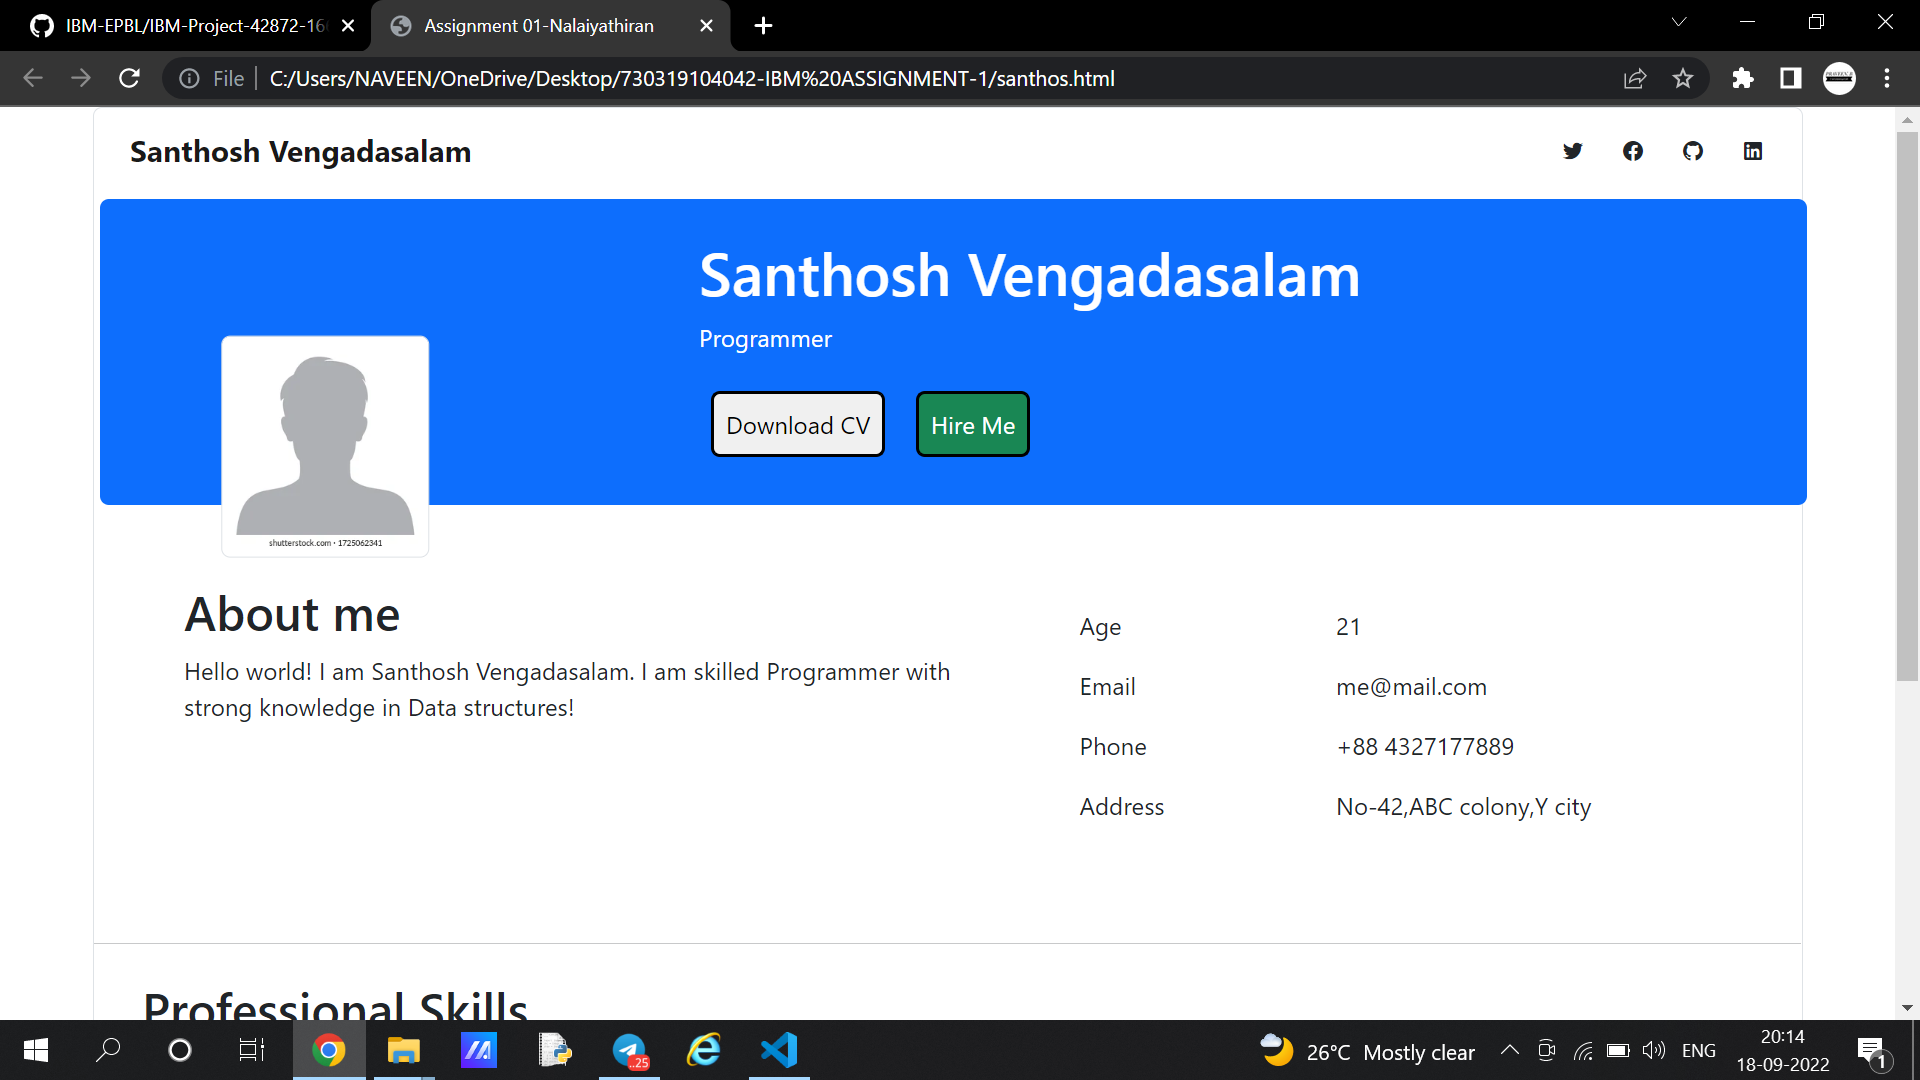 IBM-EPBL/IBM-Project-42872-16
Assignment 01-Nalaiyathiran
File
C:/Users/NAVEEN/OneDrive/Desktop/730319104042-IBM%20ASSIGNMENT-1/santhos.html
Santhosh Vengadasalam
Santhosh Vengadasalam
Programmer
Download CV
Hire Me
shutterstock.com • 1725062341
About me
Hello world! I am Santhosh Vengadasalam. I am skilled Programmer with
strong knowledge in Data structures!
Age 21
Email me@mail.com
Phone +88 4327177889
Address No-42,ABC colony,Y city
Professional Skills
..25
26°C Mostly clear
ENG
20:14
18-09-2022
1